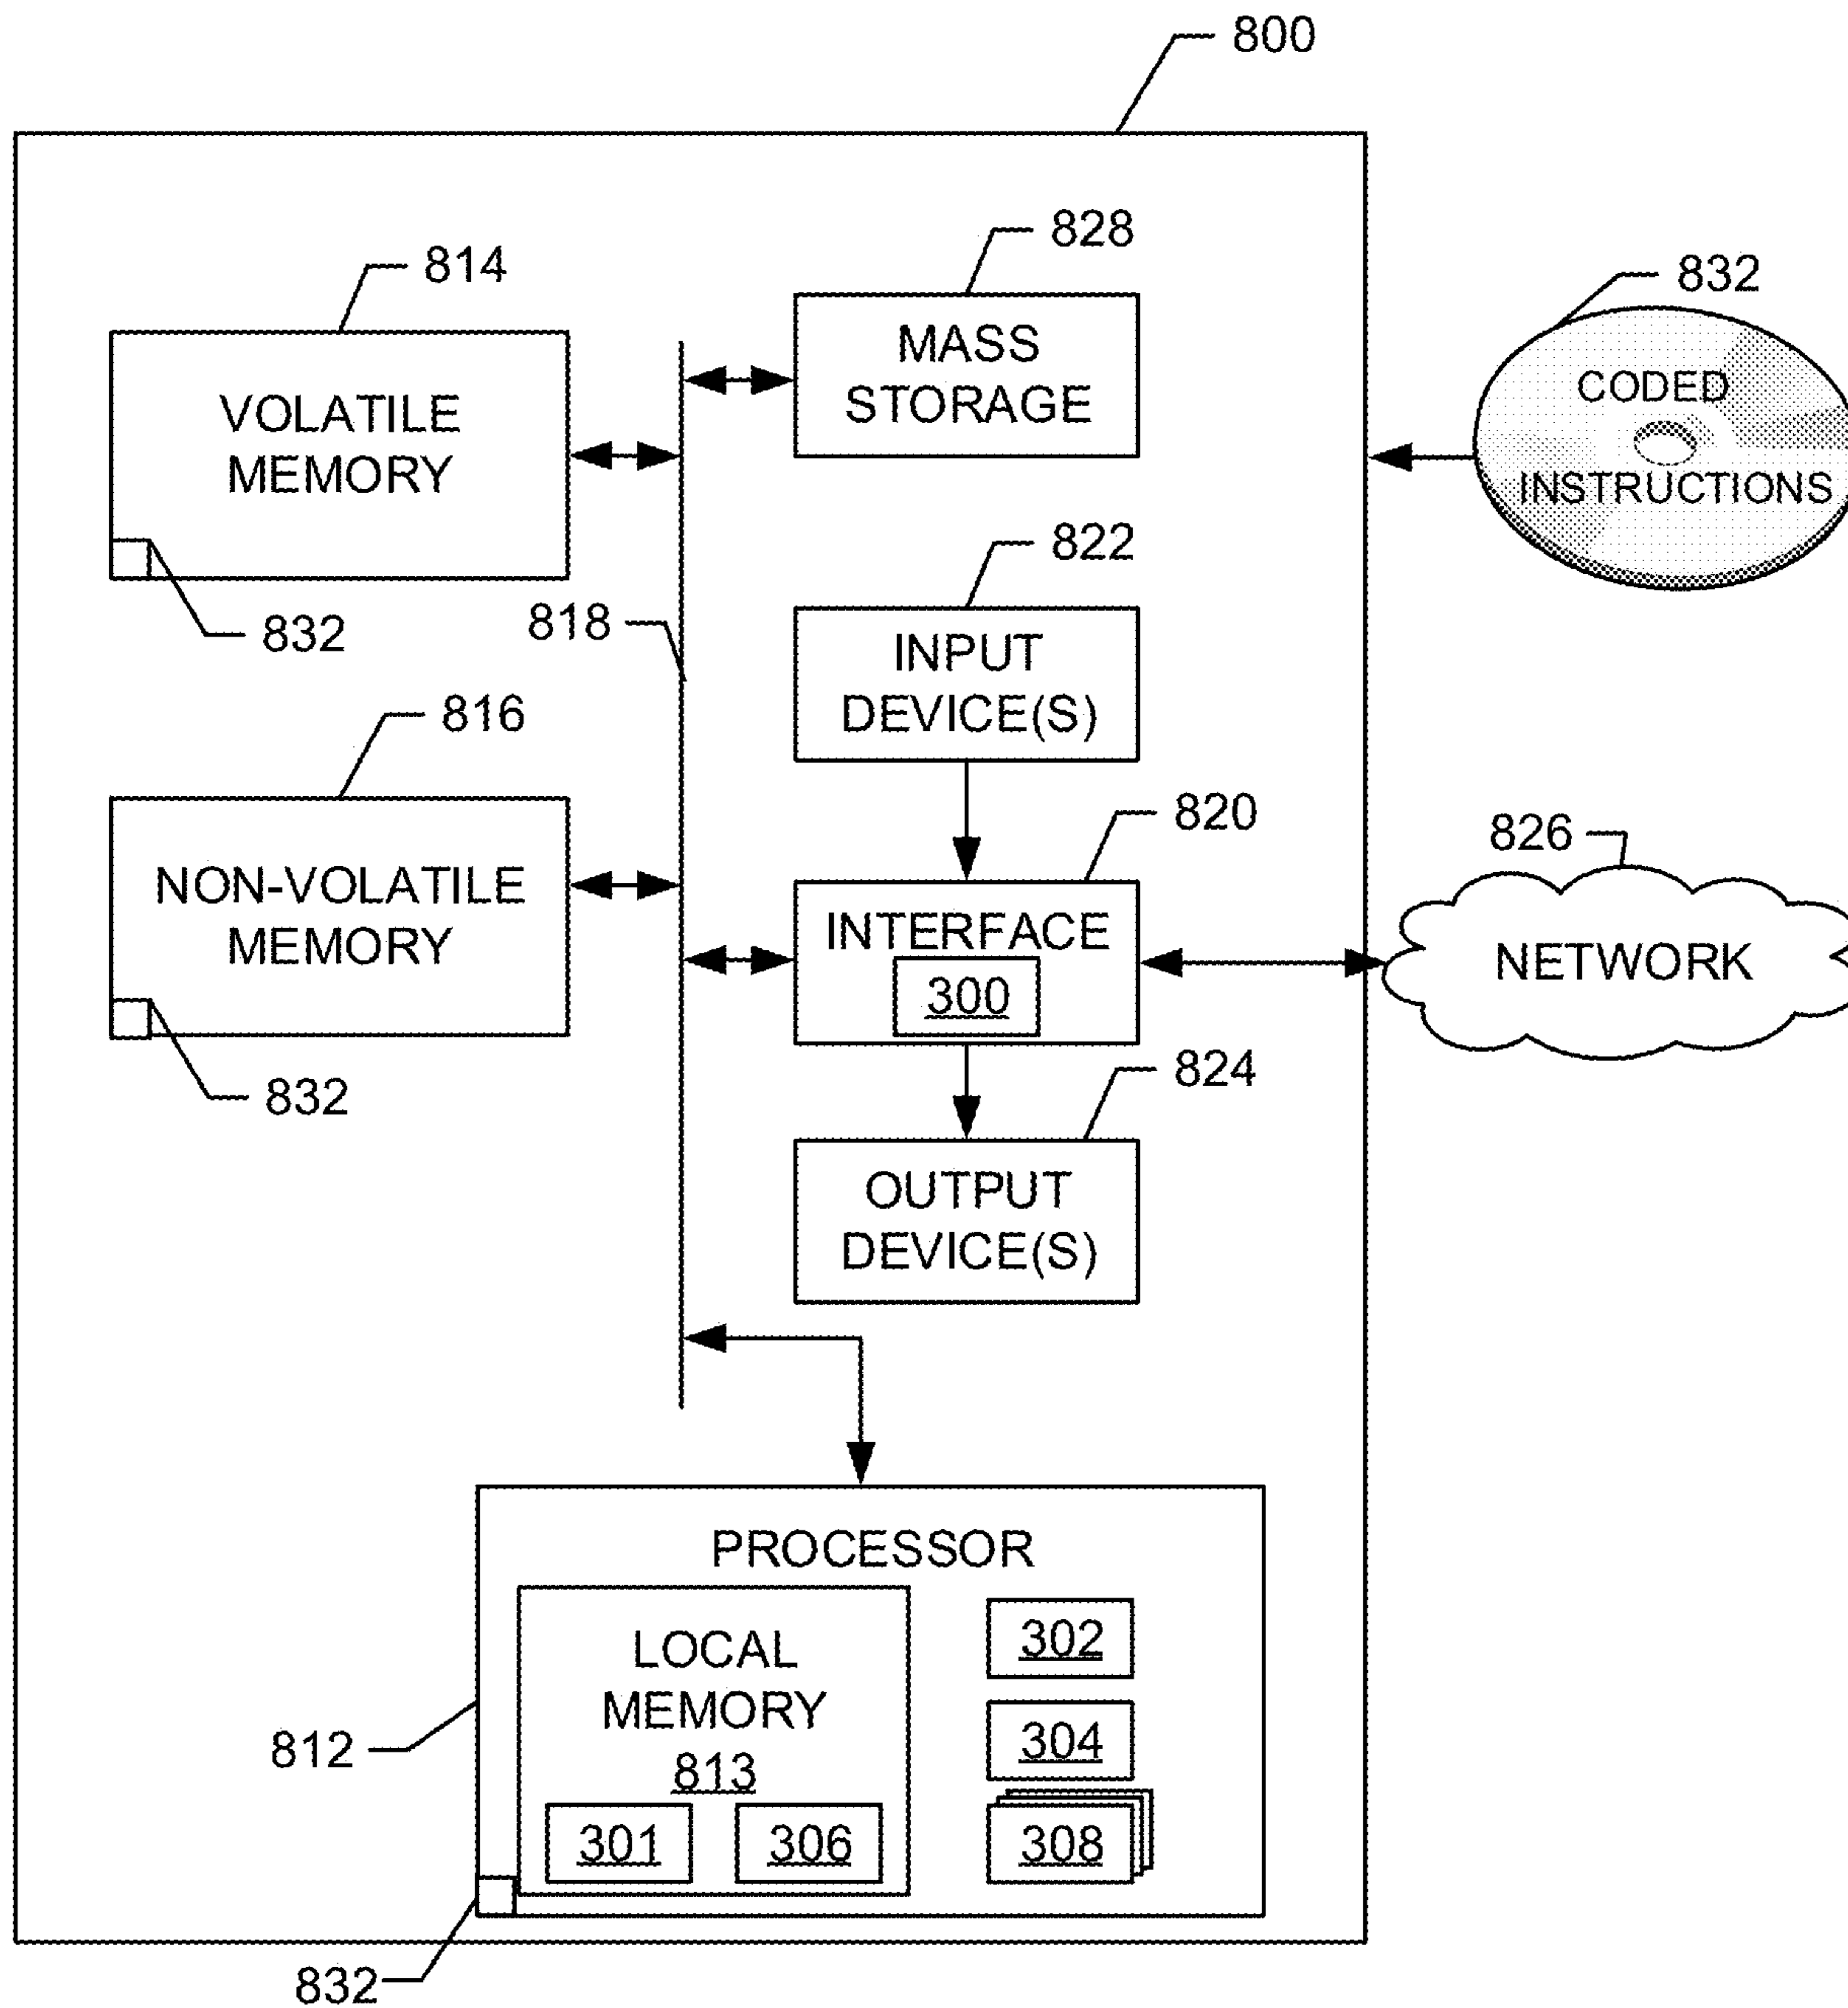 800
828
814
832
MASS
STORAGE
VOLATILE
MEMORY
CODED
INSTRUCTIONS
822
832
818
INPUT
DEVICE(S)
816
820
826
NON-VOLATILE
MEMORY
INTERFACE
300
NETWORK
832
824
OUTPUT
DEVICE(S)
PROCESSOR
LOCAL
MEMORY
813
302
812
304
301
306
308
832